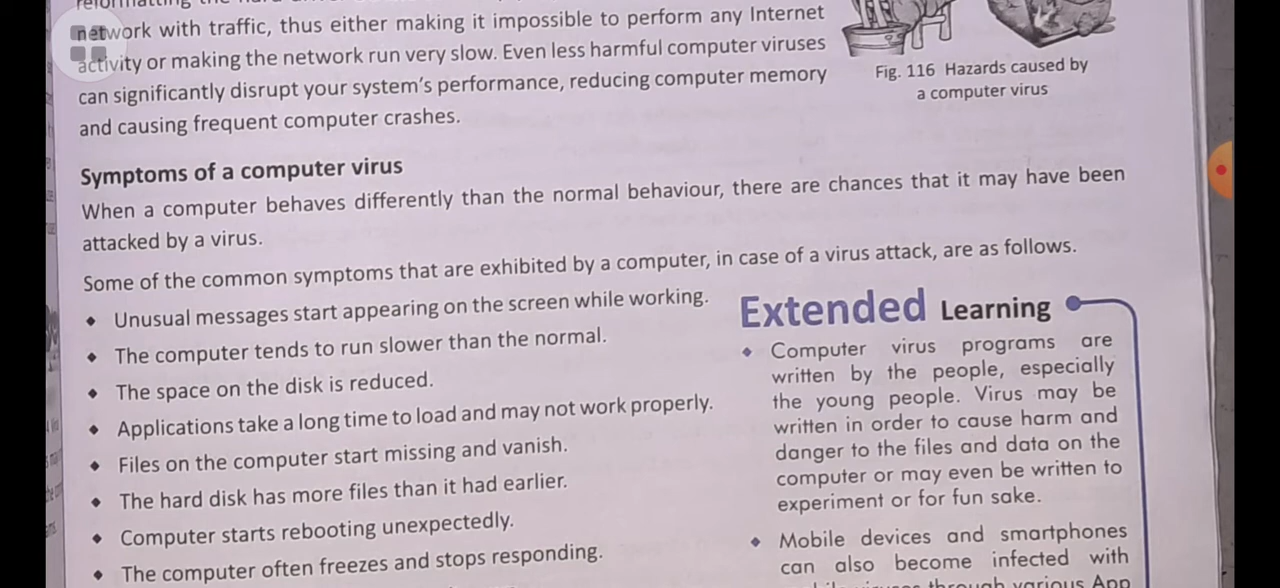 network with traffic, thus either making it impossible to perform any Internet
activity or making the network run very slow. Even less harmful computer viruses
can significantly disrupt your system's performance, reducing computer memory
and causing frequent computer crashes.
Fig. 116 Hazards caused by
a computer virus
Symptoms of a computer virus
When a computer behaves differently than the normal behaviour, there are chances that it may have been
attacked by a virus.
Some of the common symptoms that are exhibited by a computer, in case of a virus attack, are as follows.
◆ Unusual messages start appearing on the screen while working.
◆ The computer tends to run slower than the normal.
◆ The space on the disk is reduced.
◆ Applications take a long time to load and may not work properly.
◆ Files on the computer start missing and vanish.
◆ The hard disk has more files than it had earlier.
◆ Computer starts rebooting unexpectedly.
◆ The computer often freezes and stops responding.
Extended Learning
◆ Computer virus programs are
written by the people, especially
the young people. Virus may be
written in order to cause harm and
danger to the files and data on the
computer or may even be written to
experiment or for fun sake.
◆ Mobile devices and smartphones
can also become infected with
through various App